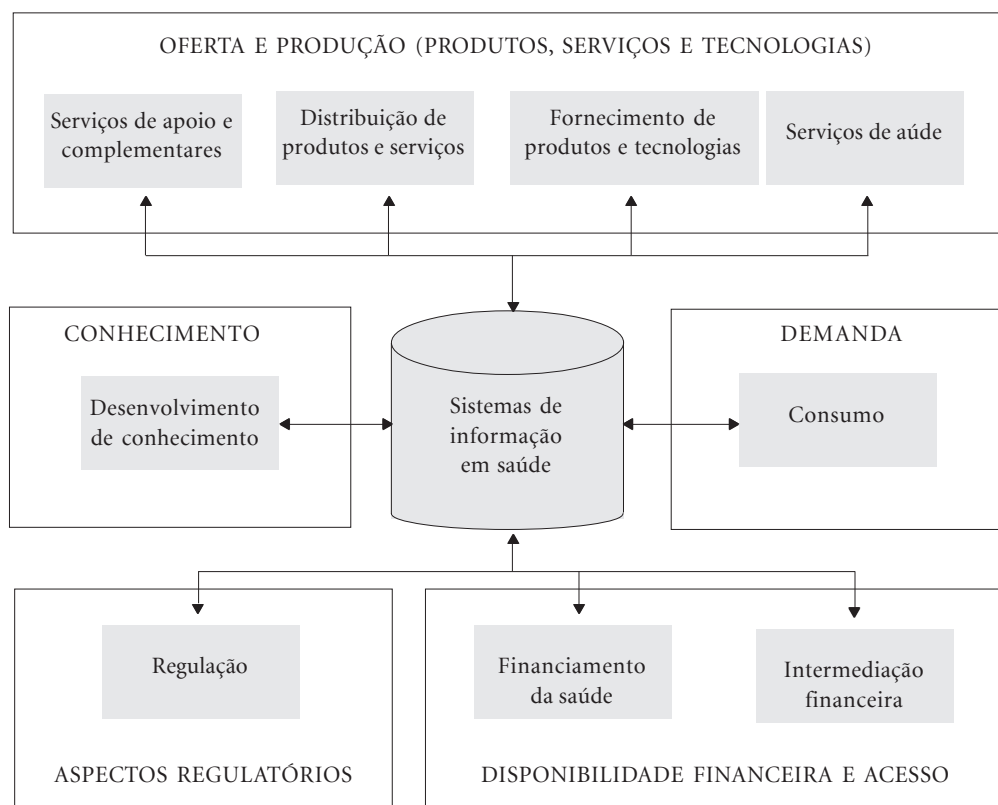 OFERTA E PRODUÇÃO (PRODUTOS, SERVIÇOS E TECNOLOGIAS)
Serviços de apoio e
complementares
Distribuição de
produtos e serviços
Fornecimento de
produtos e tecnologias
Serviços de aúde
CONHECIMENTO
Desenvolvimento
de conhecimento
Sistemas de
informação
em saúde
DEMANDA
Consumo
Regulação
ASPECTOS REGULATÓRIOS
Financiamento
da saúde
Intermediação
financeira
DISPONIBILIDADE FINANCEIRA E ACESSO